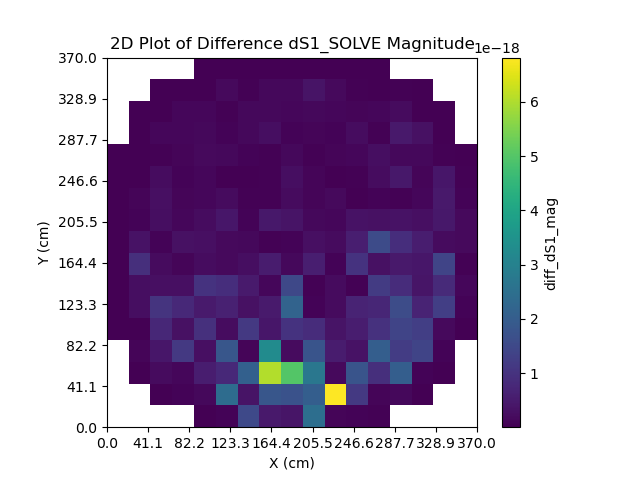 2D Plot of Difference dS1_SOLVE Magnitude
1e−18
370.0
328.9
287.7
246.6
205.5
164.4
123.3
82.2
41.1
0.0
Y (cm)
0.0 41.1 82.2 123.3 164.4 205.5 246.6 287.7 328.9 370.0
X (cm)
6
5
4
3
2
1
diff_dS1_mag